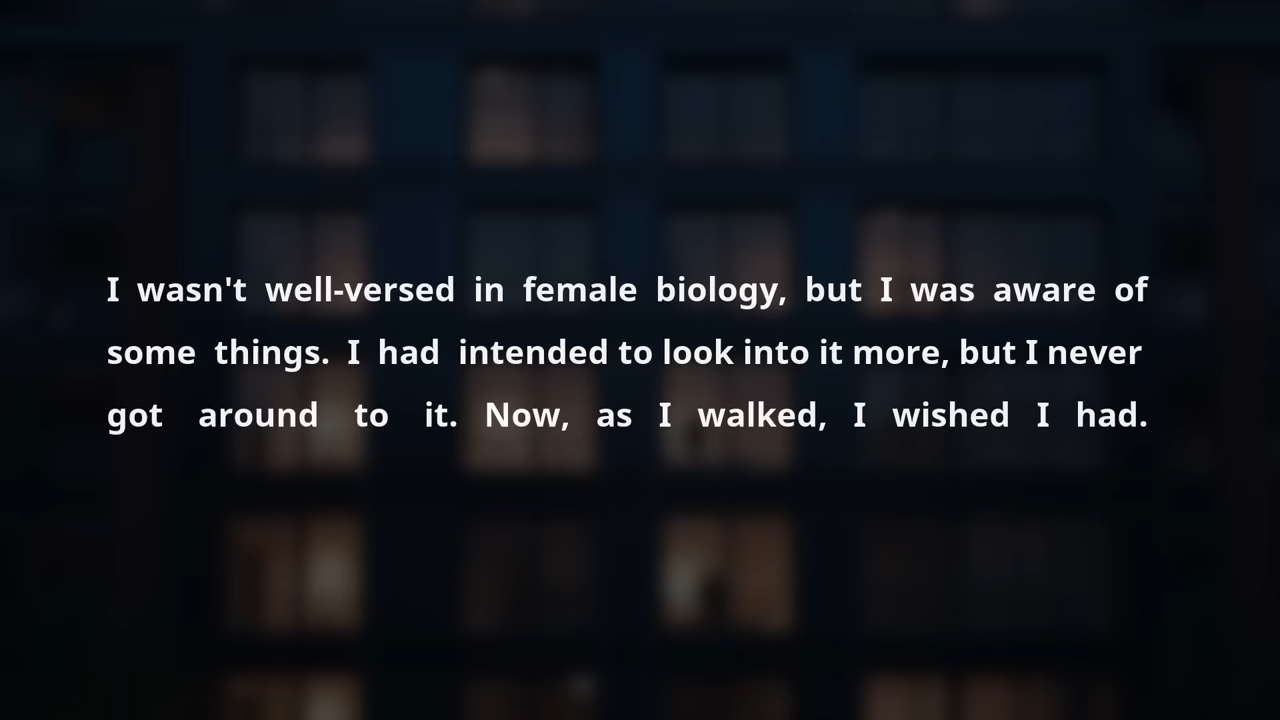 I wasn't well-versed in female biology, but I was aware of
some things. I had intended to look into it more, but I never
got around to it. Now, as I walked, I wished I had.